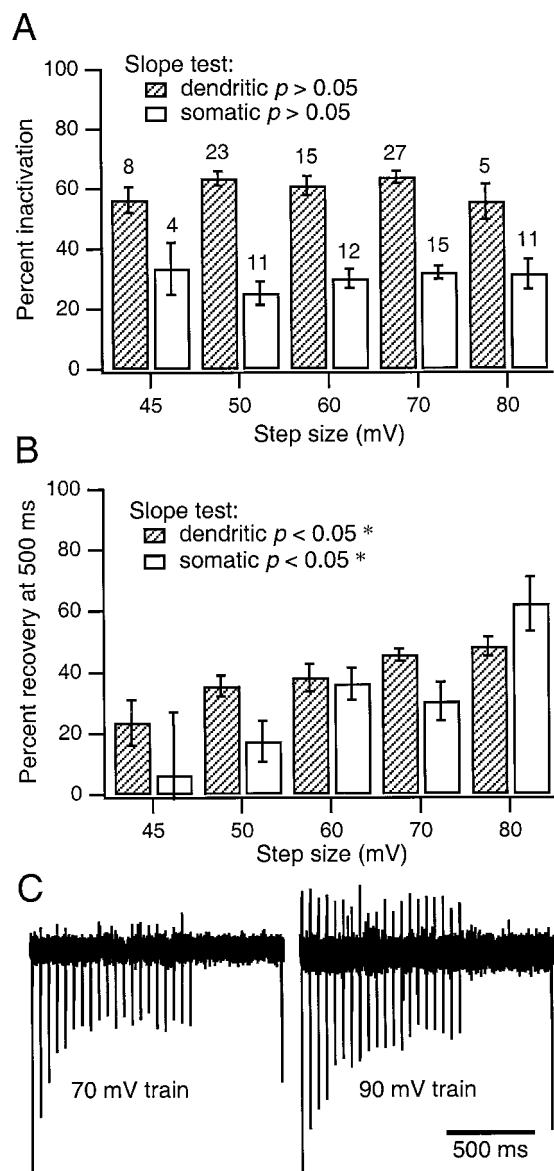 A
100
80
60
40
20
0
Percent inactivation
Slope test:
dendritic p > 0.05
somatic p > 0.05
8
4
23
11
15
12
27
15
5
11
45
50
60
70
80
Step size (mV)
B
100
80
60
40
20
0
Percent recovery at 500 ms
Slope test:
dendritic p < 0.05 *
somatic p < 0.05 *
45
50
60
70
80
Step size (mV)
C
70 mV train
90 mV train
500 ms